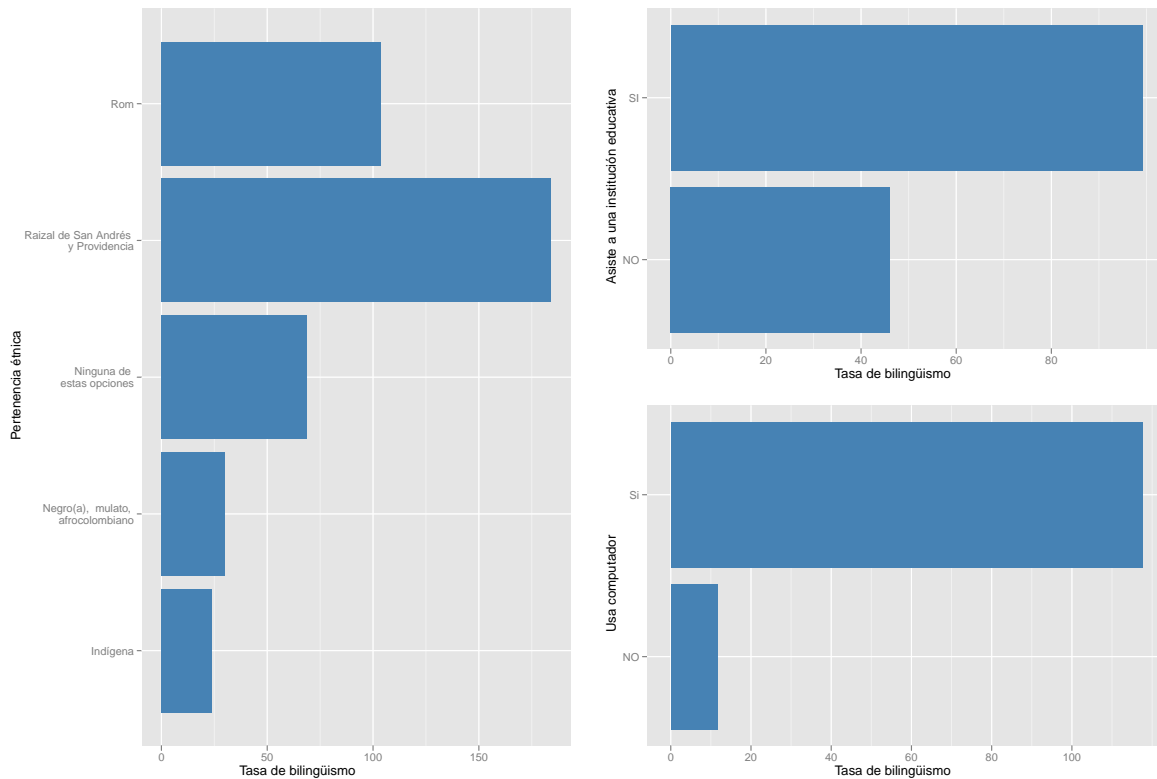 Pertenencia étnica
Rom
Raizal de San Andrés
y Providencia
Ninguna de
estas opciones
Negro(a),  mulato,
afrocolombiano
Indígena
0 50 100 150
Tasa de bilingüismo
Asiste a una institución educativa
SI
NO
0 20 40 60 80
Tasa de bilingüismo
Usa computador
Si
NO
0 20 40 60 80 100
Tasa de bilingüismo